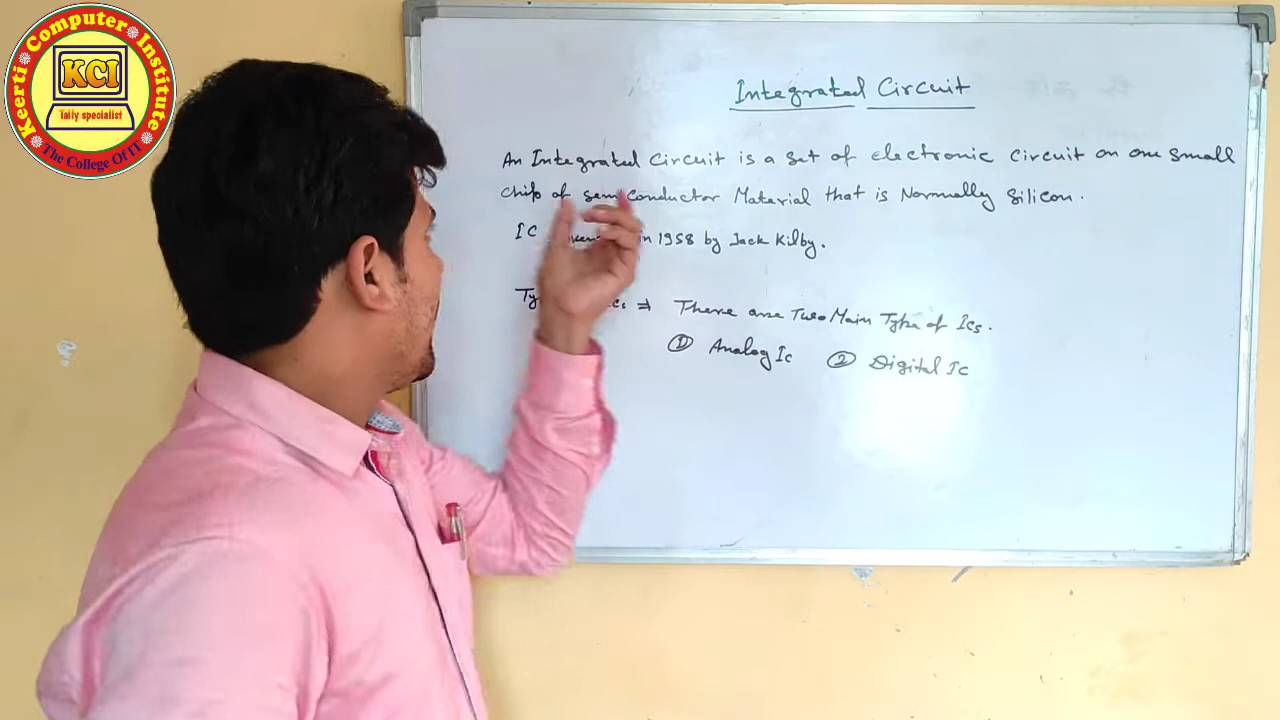 Keerti Computer Institute
KCI
Tally specialist
The College Of IT
Integrated Circuit
An Integrated Circuit is a set of electronic circuit on one small
Chip of semiconductor Material that is Normally Silicon.
IC in 1958 by Jack Kilby.
Ics ⇒ There are Two Main Type of Ics.
① Analog Ic ② Digital Ic